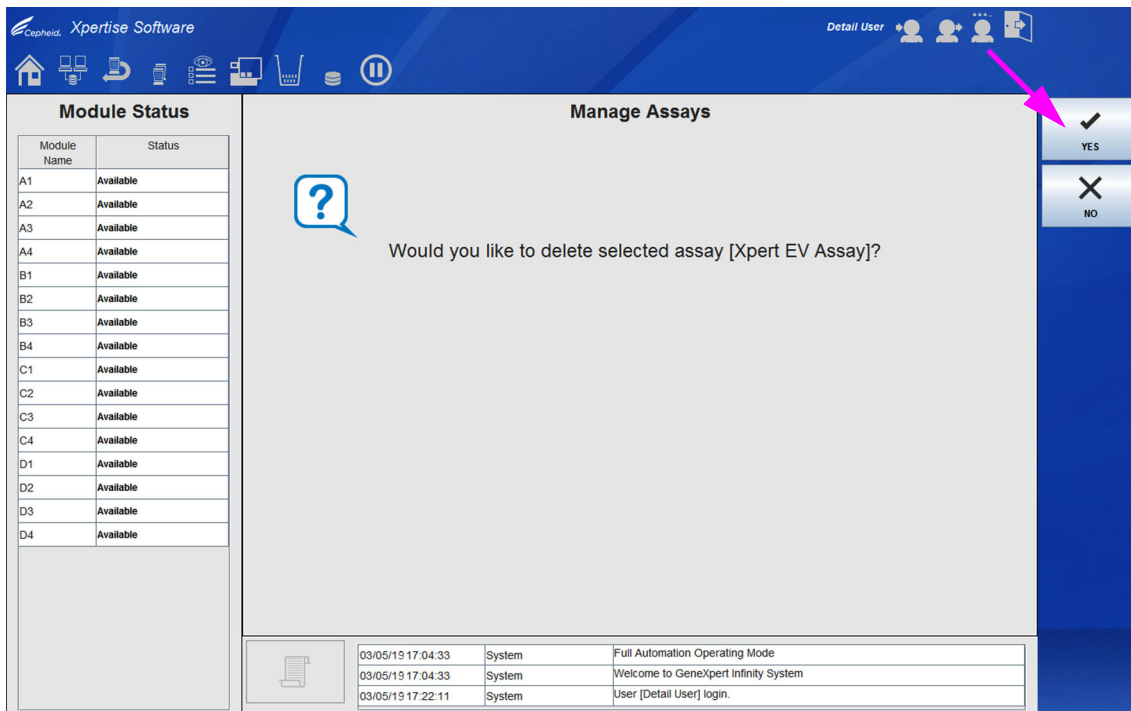 Cepheid. Xpertise Software
Detail User
Module Status
Manage Assays
Module Name Status
A1 Available
A2 Available
A3 Available
A4 Available
B1 Available
B2 Available
B3 Available
B4 Available
C1 Available
C2 Available
C3 Available
C4 Available
D1 Available
D2 Available
D3 Available
D4 Available
Would you like to delete selected assay [Xpert EV Assay]?
YES
NO
03/05/19 17:04:33 System Full Automation Operating Mode
03/05/19 17:04:33 System Welcome to GeneXpert Infinity System
03/05/19 17:22:11 System User [Detail User] login.